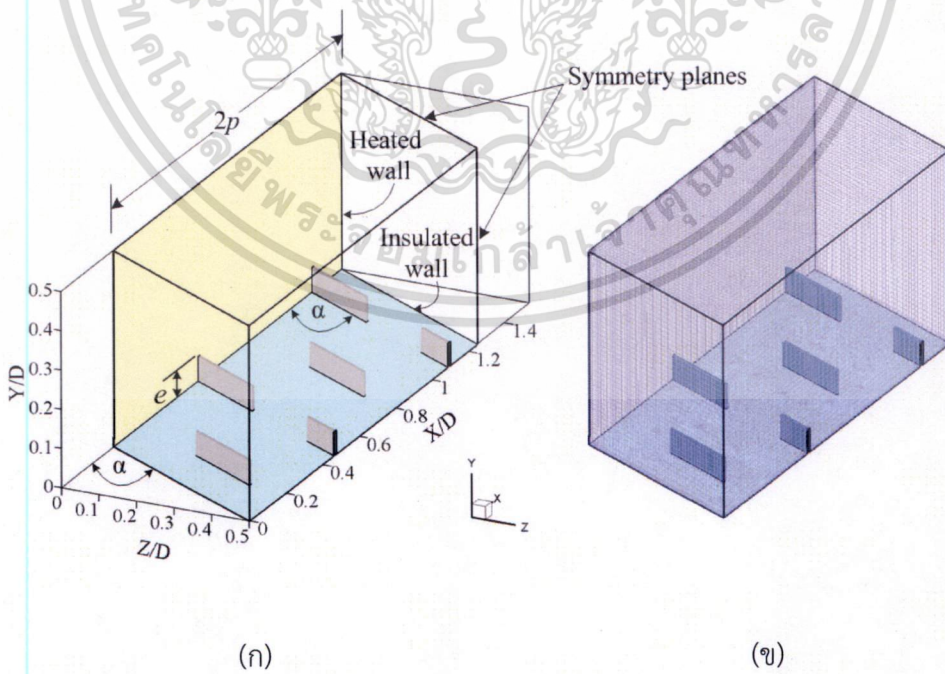 2p
Symmetry planes
Heated
wall
Insulated
wall
α
e
α
Y/D
0.5
0.4
0.3
0.2
0.1
0
0
0.1
0.2
0.3
0.4
0.5
Z/D
0
0.2
0.4
0.6
0.8
1
1.2
1.4
X/D
Y
X
Z
(ก)
(ข)